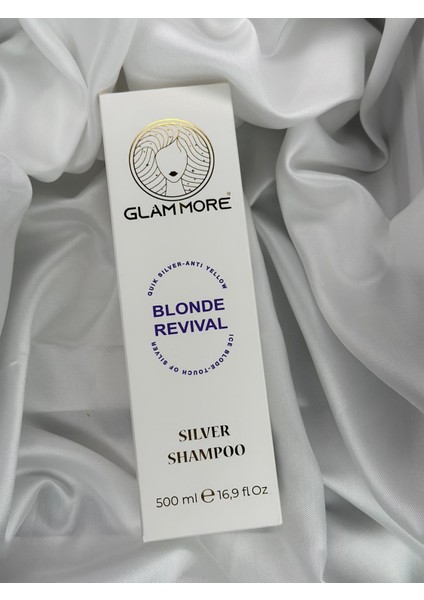 GLAM MORE®
QUIK SILVER-ANTI YELLOW
BLONDE
REVIVAL
ICE BLODE-TOUCH OF SILVER
SILVER
SHAMPOO
500 ml ℮ 16,9 fl Oz